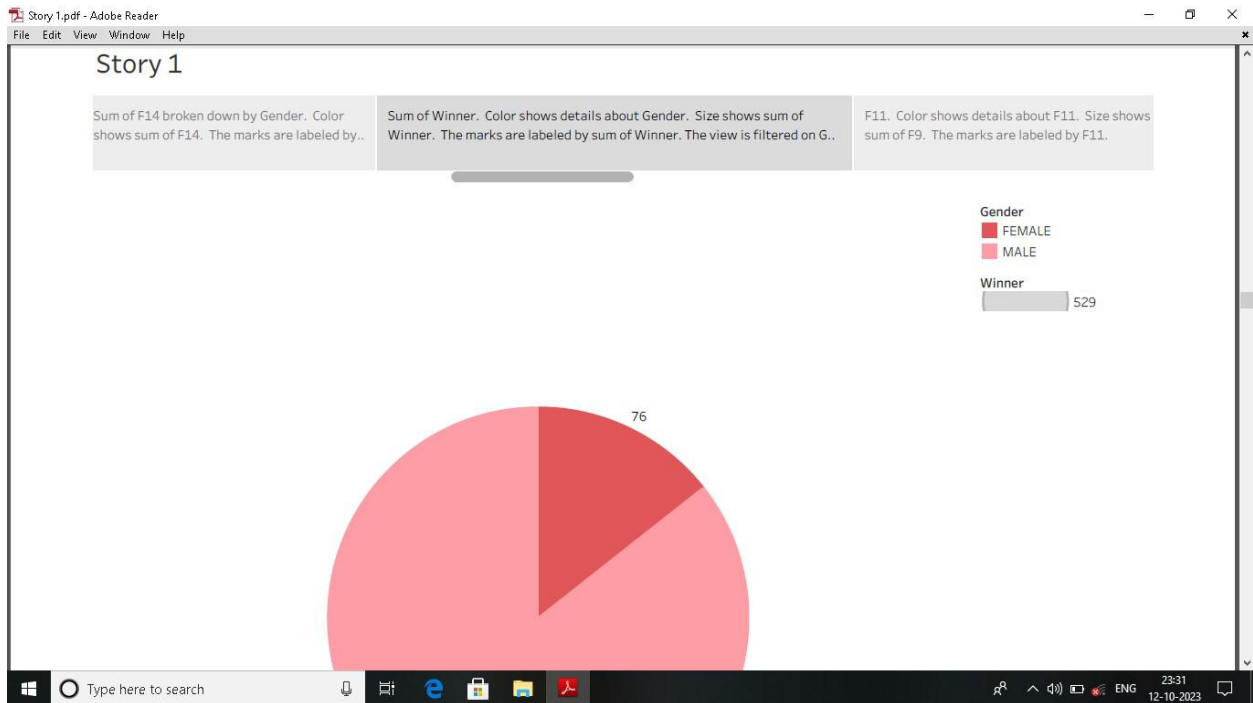 Story 1.pdf - Adobe Reader
File Edit View Window Help
Story 1
Sum of F14 broken down by Gender. Color
shows sum of F14. The marks are labeled by..
Sum of Winner. Color shows details about Gender. Size shows sum of
Winner. The marks are labeled by sum of Winner. The view is filtered on G..
F11. Color shows details about F11. Size shows
sum of F9. The marks are labeled by F11.
Gender
FEMALE
MALE
Winner
529
76
Type here to search
ENG
23:31
12-10-2023